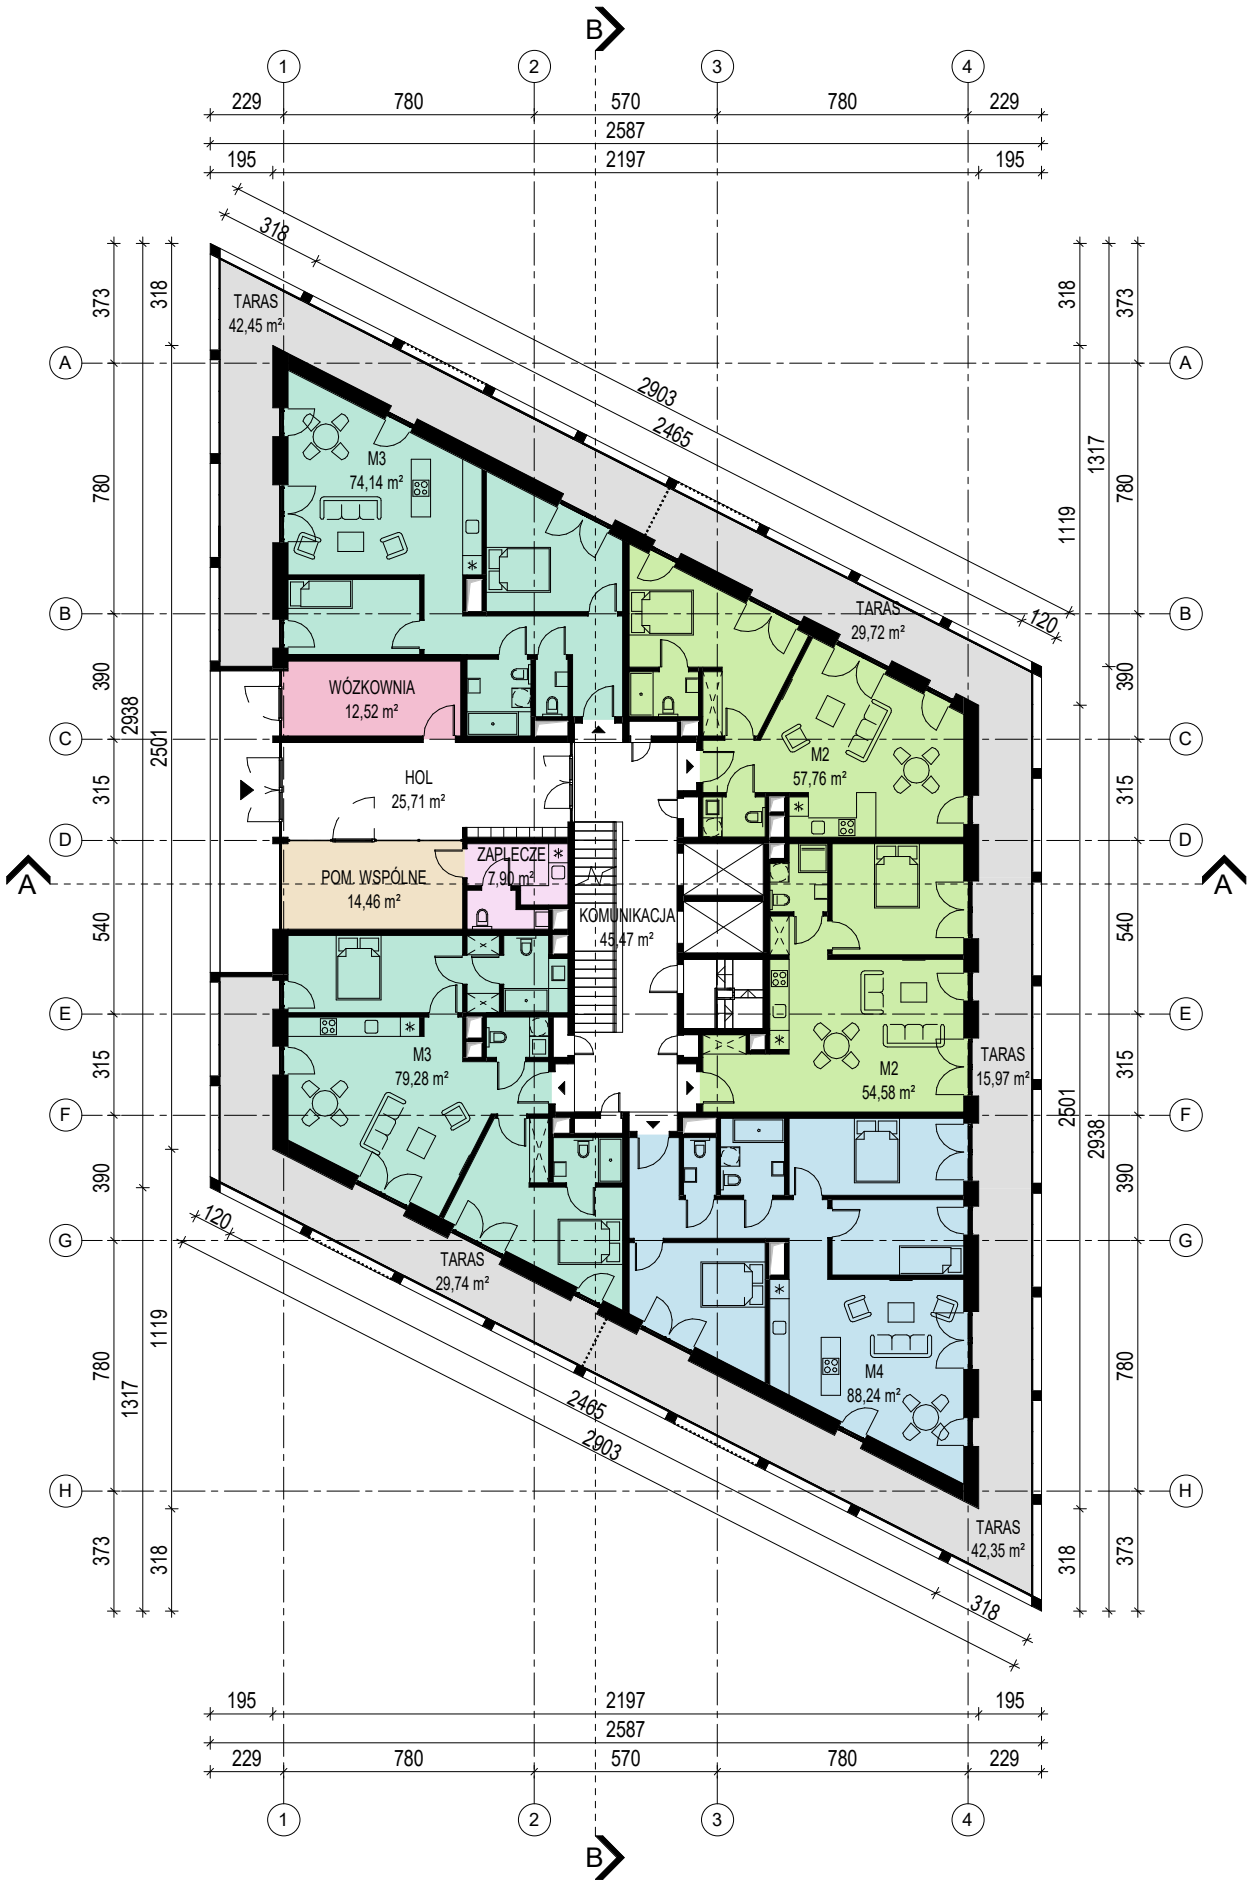 B
1 2 3 4
229 780 570 780 229
2587
195 2197 195
318
2903
2465
120
373 318 318 373
TARAS
42,45 m²
A A
1317
780 1119 780
M3
74,14 m²
B B
TARAS
29,72 m²
390 2938 2501 390
WÓZKOWNIA
12,52 m²
C C
M2
57,76 m²
315 315
HOL
25,71 m²
D D
ZAPLECZE
7,90 m²
A A
POM. WSPÓLNE
14,46 m²
540 540
KOMUNIKACJA
45,47 m²
E E
M3
79,28 m²
M2
54,58 m²
TARAS
15,97 m²
315 315
F F
2501 2938
390 390
120
G G
TARAS
29,74 m²
1119
780 1317 780
M4
88,24 m²
2465
2903
H H
TARAS
42,35 m²
373 318 318 373
318
195 2197 195
2587
229 780 570 780 229
1 2 3 4
B